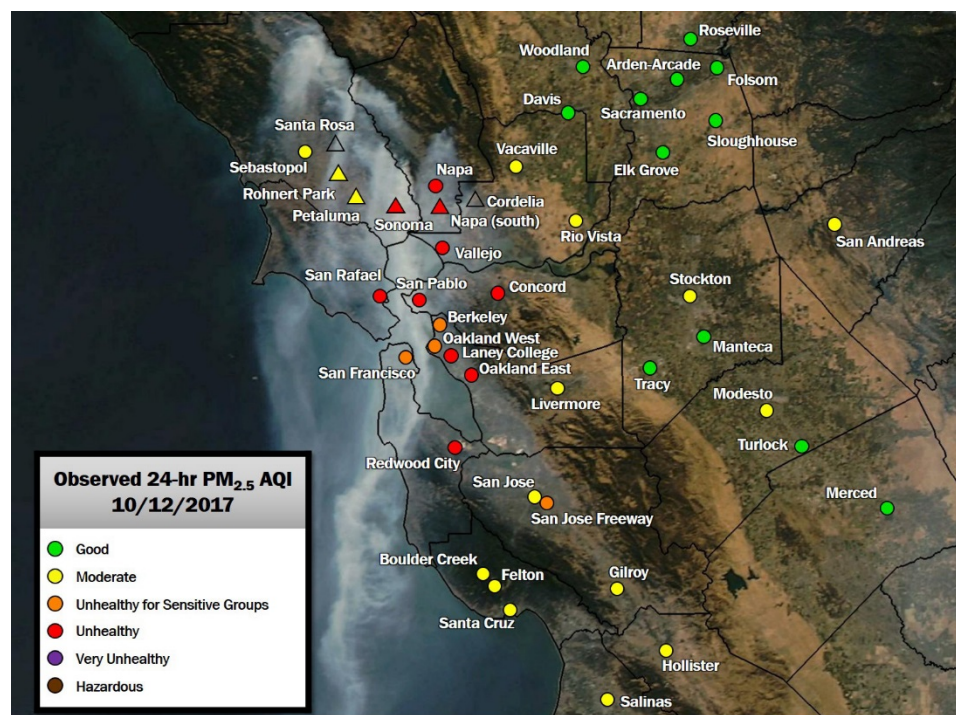 Roseville
Woodland
Arden-Arcade
Folsom
Davis
Sacramento
Santa Rosa
Sloughhouse
Vacaville
Sebastopol
Napa
Elk Grove
Rohnert Park
Cordelia
Petaluma
Sonoma
Napa (south)
Rio Vista
San Andreas
Vallejo
San Rafael
San Pablo
Concord
Stockton
Berkeley
Oakland West
Manteca
Laney College
San Francisco
Oakland East
Tracy
Livermore
Modesto
Turlock
Redwood City
Observed 24-hr PM2.5 AQI
10/12/2017
San Jose
Merced
San Jose Freeway
Good
Boulder Creek
Felton
Gilroy
Moderate
Unhealthy for Sensitive Groups
Santa Cruz
Unhealthy
Very Unhealthy
Hollister
Hazardous
Salinas